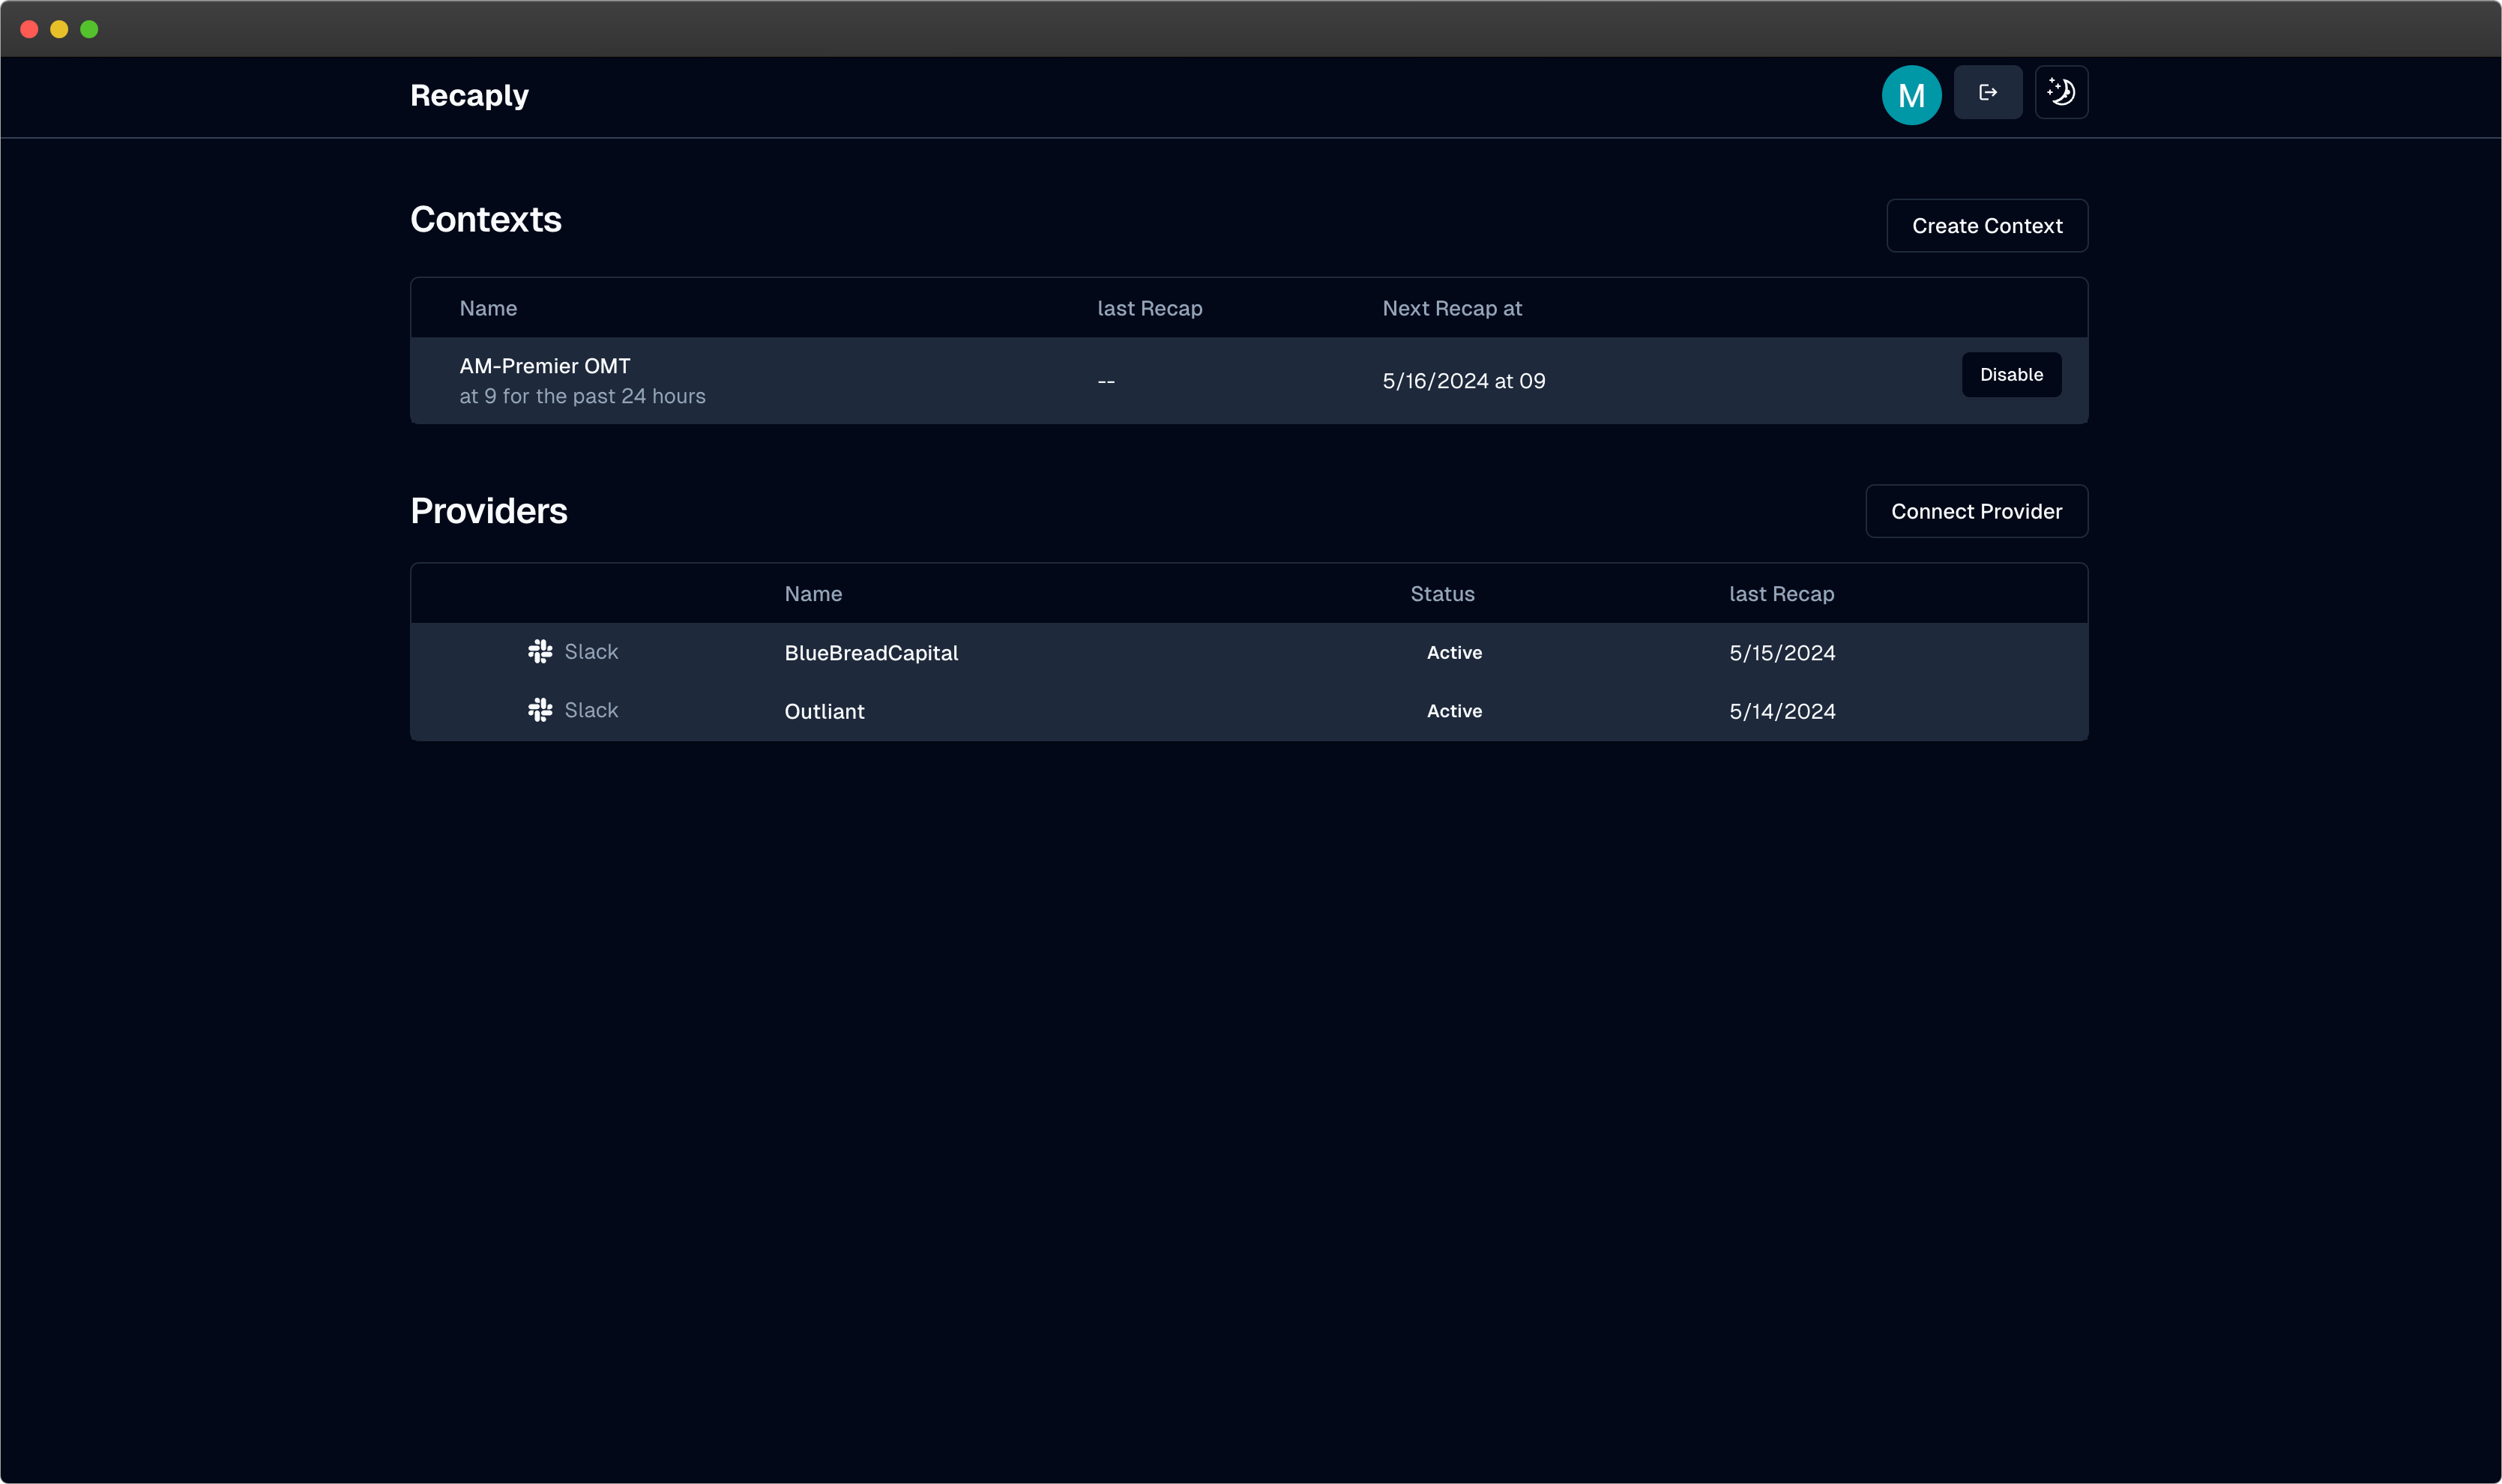 Recaply
M
Contexts
Create Context
Name last Recap Next Recap at
AM-Premier OMT
at 9 for the past 24 hours
-- 5/16/2024 at 09 Disable
Providers
Connect Provider
Name Status last Recap
Slack BlueBreadCapital Active 5/15/2024
Slack Outliant Active 5/14/2024